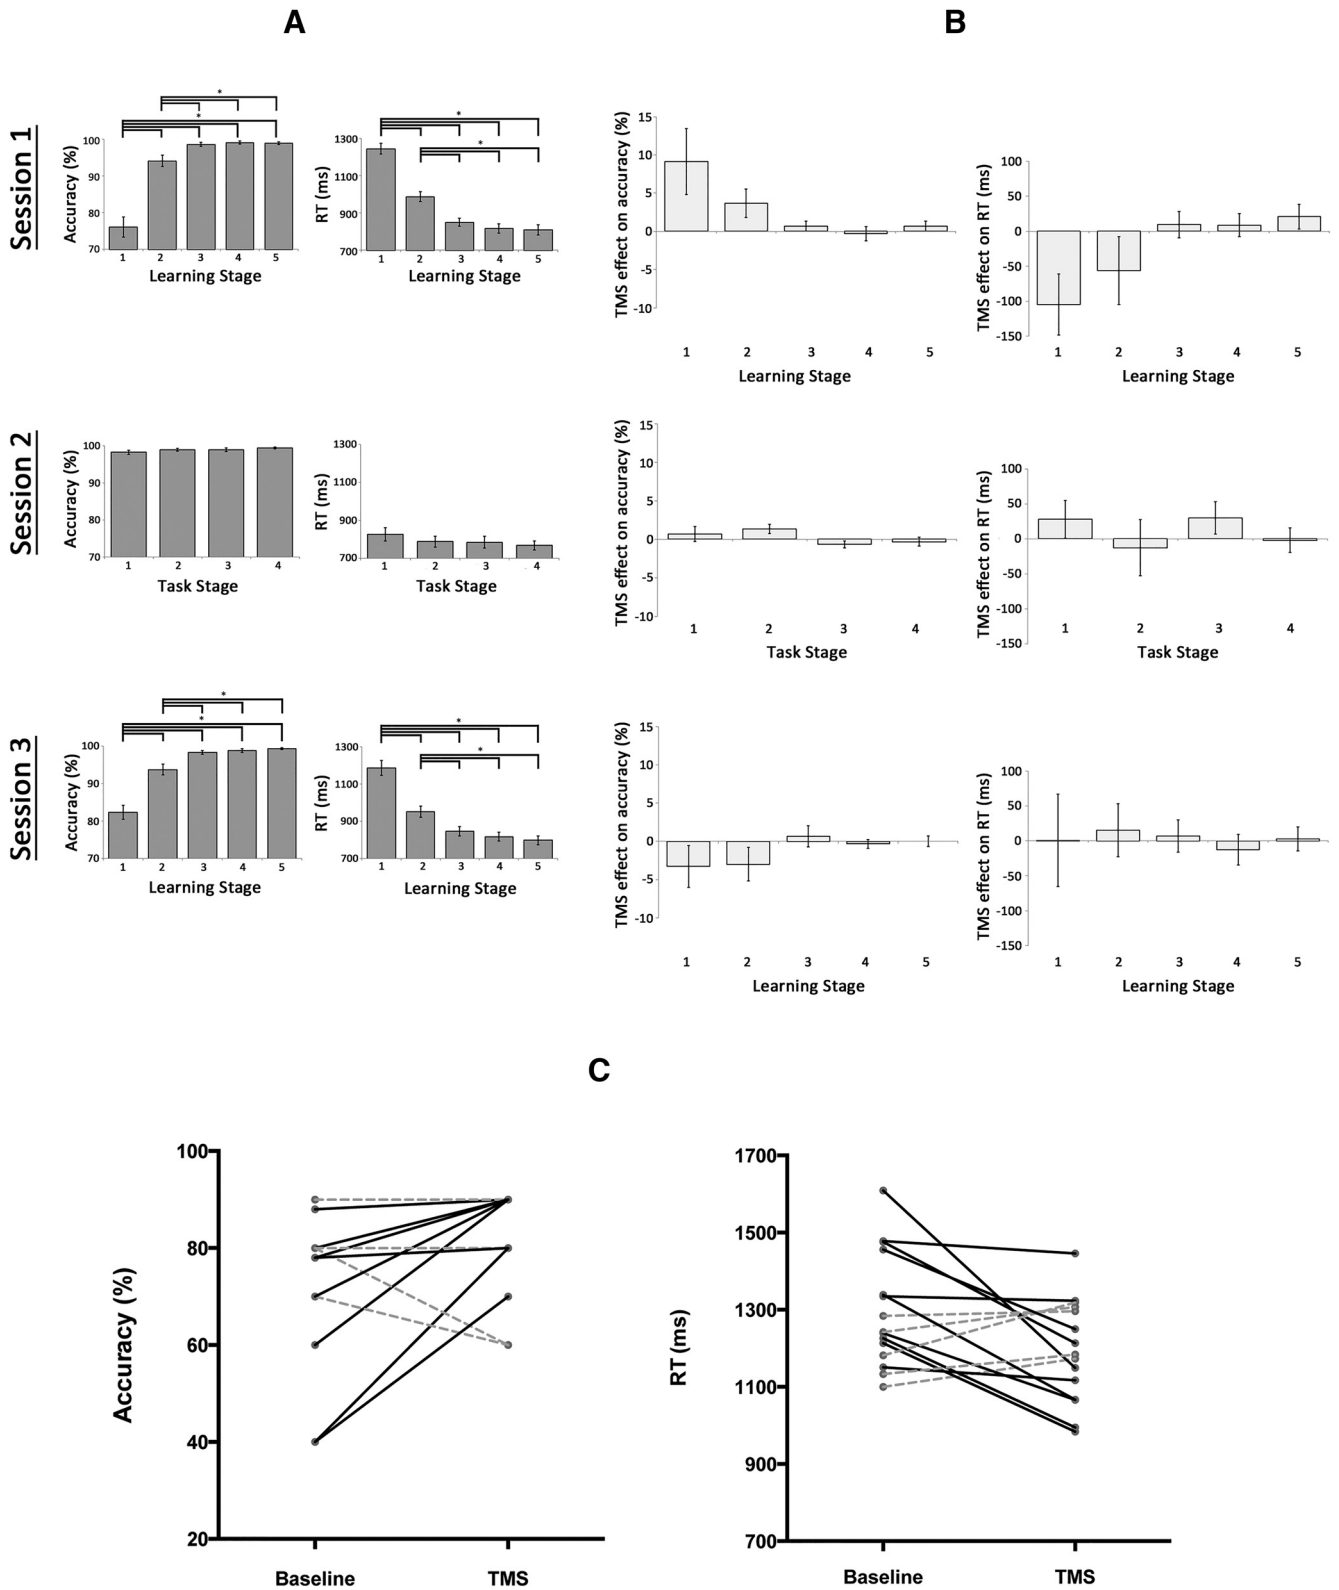 A
B
Session 1
*
*
Accuracy (%)
100
90
80
70
1 2 3 4 5
Learning Stage
*
*
RT (ms)
1300
1100
900
700
1 2 3 4 5
Learning Stage
TMS effect on accuracy (%)
15
10
5
0
-5
-10
1 2 3 4 5
Learning Stage
TMS effect on RT (ms)
100
50
0
-50
-100
-150
1 2 3 4 5
Learning Stage
Session 2
Accuracy (%)
100
90
80
70
1 2 3 4
Task Stage
RT (ms)
1300
1100
900
700
1 2 3 4
Task Stage
TMS effect on accuracy (%)
15
10
5
0
-5
-10
1 2 3 4
Task Stage
TMS effect on RT (ms)
100
50
0
-50
-100
-150
1 2 3 4
Task Stage
Session 3
*
*
Accuracy (%)
100
90
80
70
1 2 3 4 5
Learning Stage
*
*
RT (ms)
1300
1100
900
700
1 2 3 4 5
Learning Stage
TMS effect on accuracy (%)
15
10
5
0
-5
-10
1 2 3 4 5
Learning Stage
TMS effect on RT (ms)
100
50
0
-50
-100
-150
1 2 3 4 5
Learning Stage
C
Accuracy (%)
100
80
60
40
20
Baseline TMS
RT (ms)
1700
1500
1300
1100
900
700
Baseline TMS